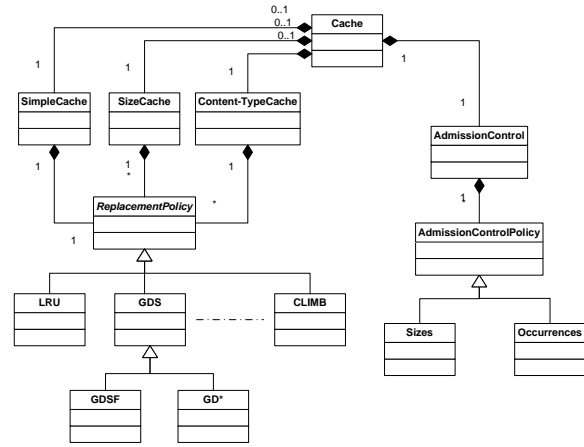 0..1
Cache
0..1
0..1
1
1
1
1
1
SimpleCache
SizeCache
Content-TypeCache
AdmissionControl
1
1
1
*
*
1
*
ReplacementPolicy
1
AdmissionControlPolicy
LRU
GDS
CLIMB
Sizes
Occurrences
GDSF
GD*